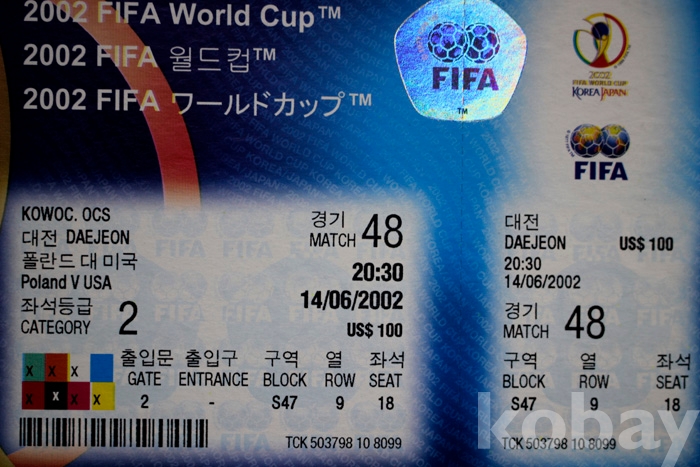 2002 FIFA World Cup™
2002 FIFA 월드컵™
2002 FIFA ワールドカップ™
FIFA
TM
2002
FIFA WORLD CUP
KOREA JAPAN
FIFA
KOWOC. OCS
대전 DAEJEON
폴란드 대 미국
Poland V USA
좌석등급
CATEGORY 2
경기
MATCH 48
20:30
14/06/2002
US$ 100
X X X
X X X X
출입문 출입구 구역 열 좌석
GATE ENTRANCE BLOCK ROW SEAT
2 - S47 9 18
TCK 503798 10 8099
대전
DAEJEON US$ 100
20:30
14/06/2002
경기
MATCH 48
구역 열 좌석
BLOCK ROW SEAT
S47 9 18
TCK 503798 10 8099
kobay